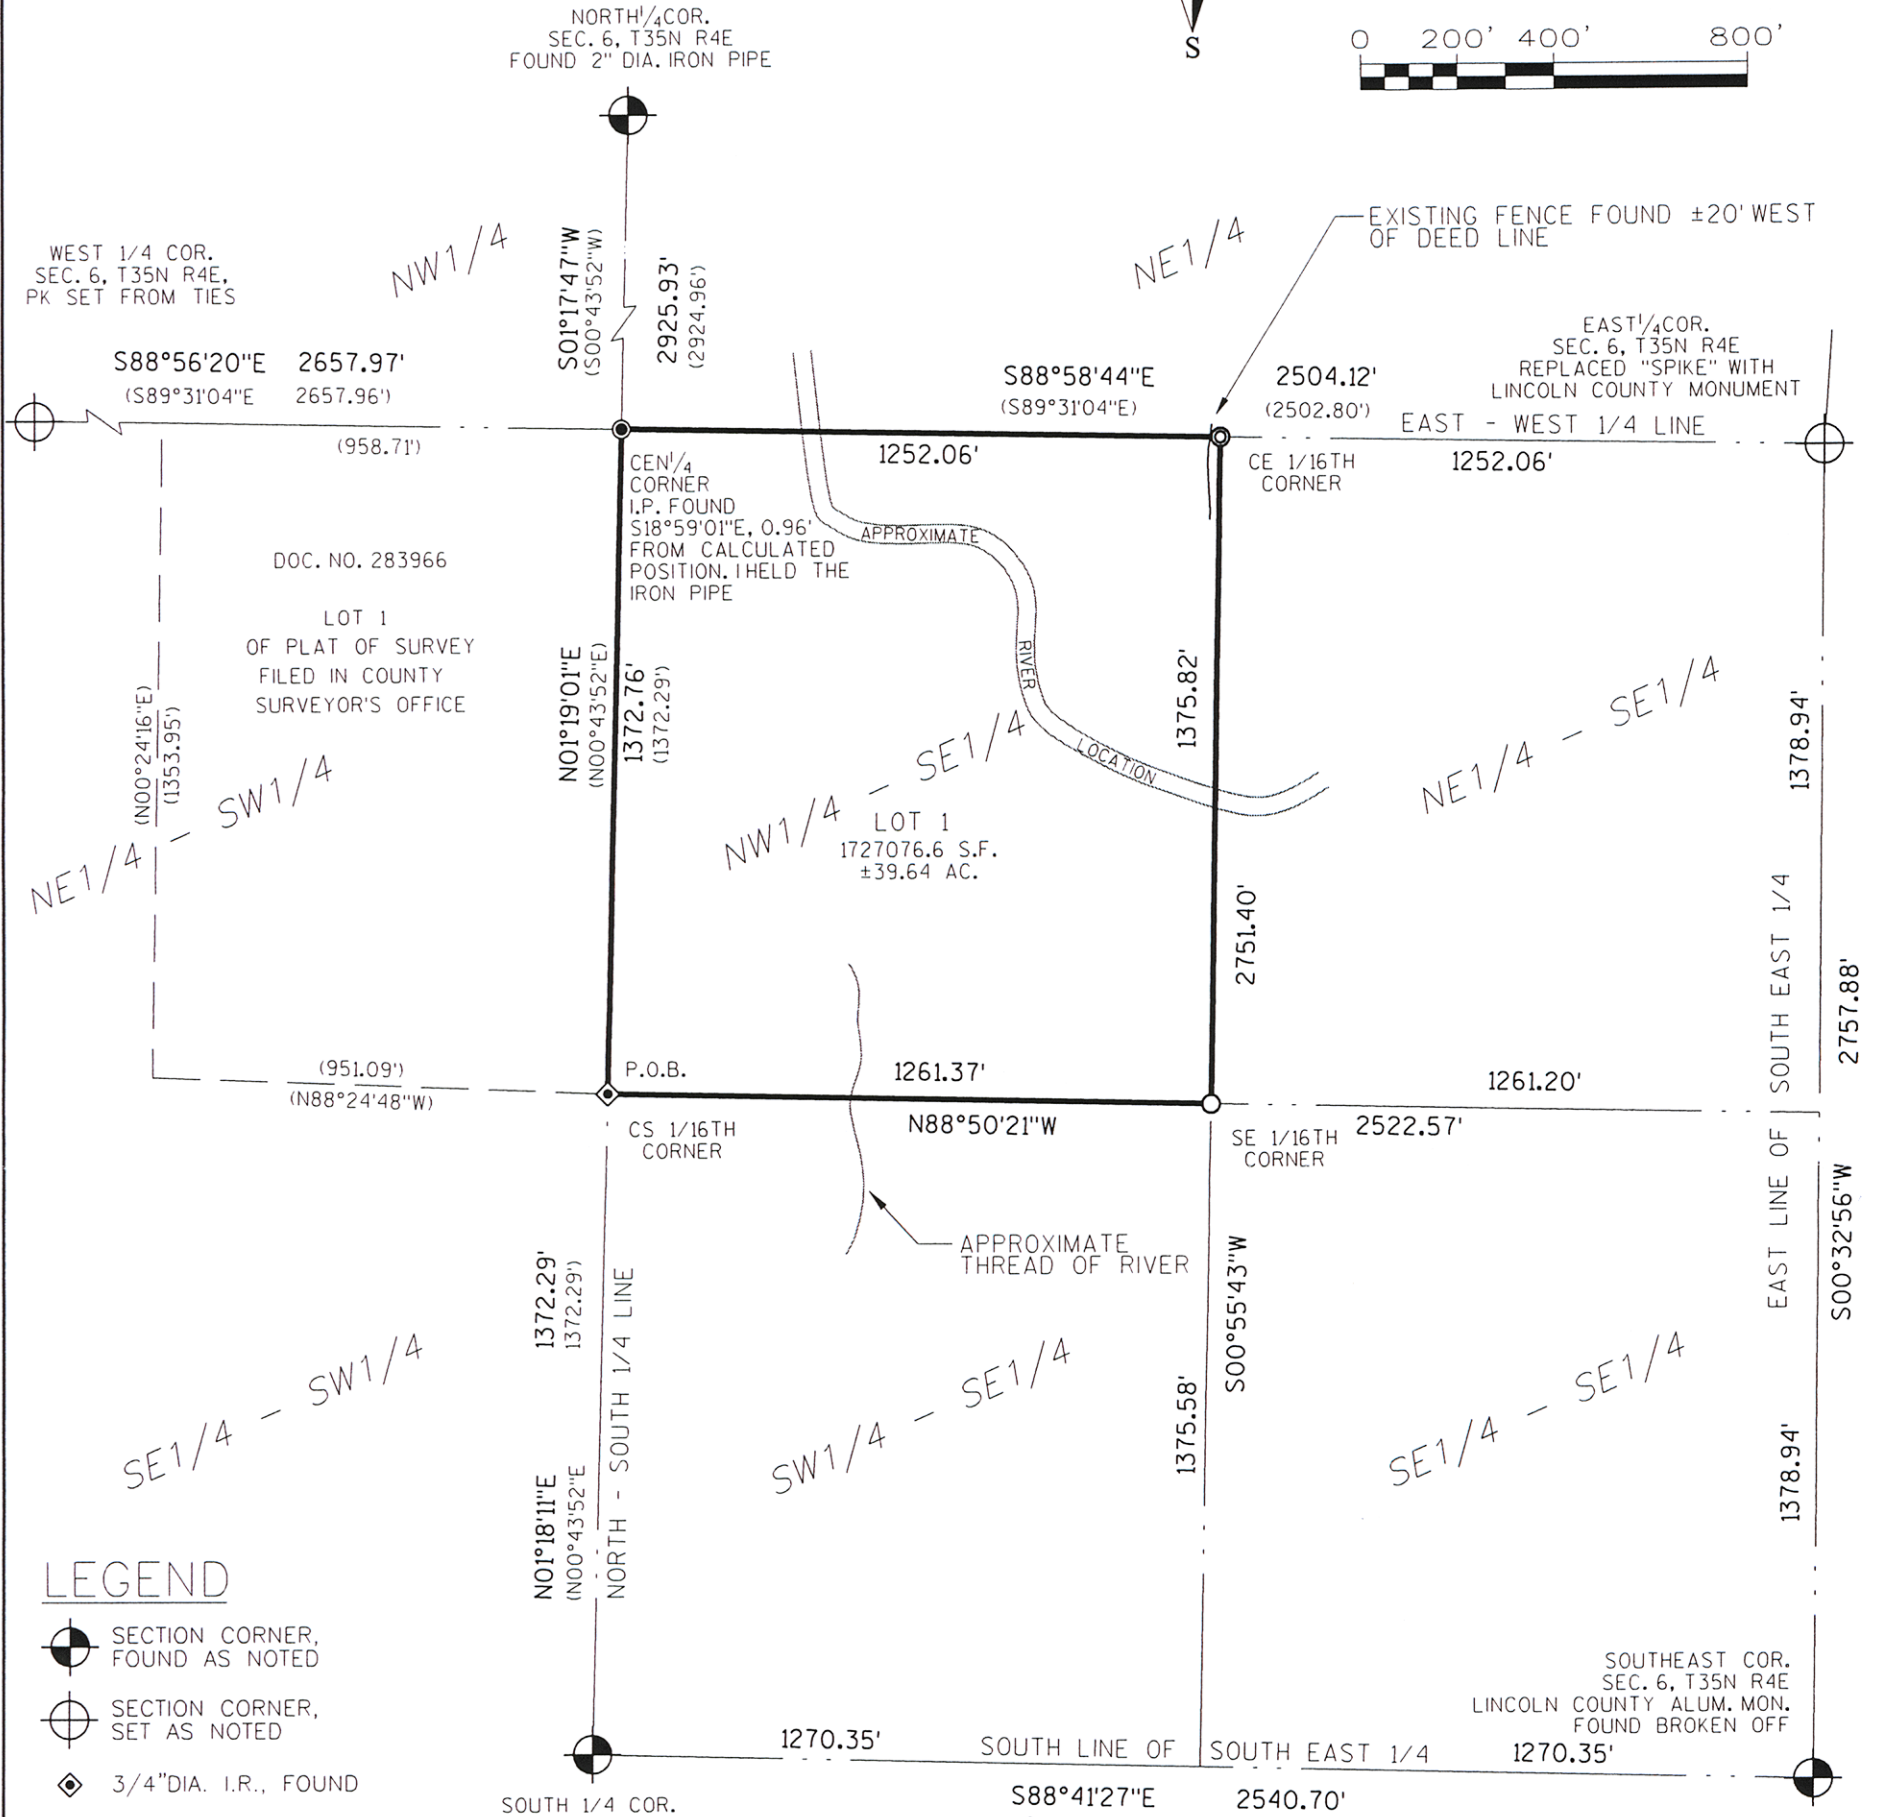 NORTH 1/4 COR.
SEC. 6, T35N R4E
FOUND 2" DIA. IRON PIPE
S
0 200' 400' 800'
WEST 1/4 COR.
SEC. 6, T35N R4E,
PK SET FROM TIES
NW1/4
S01°17'47"W
(S00°43'52"W)
2925.93'
(2924.96')
NE1/4
EXISTING FENCE FOUND ±20' WEST
OF DEED LINE
EAST 1/4 COR.
SEC. 6, T35N R4E
REPLACED "SPIKE" WITH
LINCOLN COUNTY MONUMENT
S88°56'20"E 2657.97'
(S89°31'04"E 2657.96')
S88°58'44"E 2504.12'
(S89°31'04"E) (2502.80')
EAST - WEST 1/4 LINE
(958.71')
1252.06'
1252.06'
CE 1/16TH
CORNER
CEN 1/4
CORNER
I.P. FOUND
S18°59'01"E, 0.96'
FROM CALCULATED
POSITION. I HELD THE
IRON PIPE
APPROXIMATE
RIVER
LOCATION
DOC. NO. 283966
LOT 1
OF PLAT OF SURVEY
FILED IN COUNTY
SURVEYOR'S OFFICE
(N00°24'16"E)
(1353.95')
NE1/4 - SW1/4
N01°19'01"E
(N00°43'52"E)
1372.76'
(1372.29')
NW1/4 - SE1/4
LOT 1
1727076.6 S.F.
±39.64 AC.
1375.82'
2751.40'
NE1/4 - SE1/4
1378.94'
EAST LINE OF SOUTH EAST 1/4
2757.88'
S00°32'56"W
(951.09')
(N88°24'48"W)
P.O.B.
1261.37'
N88°50'21"W
1261.20'
2522.57'
CS 1/16TH
CORNER
SE 1/16TH
CORNER
APPROXIMATE
THREAD OF RIVER
1372.29'
1372.29')
NORTH - SOUTH 1/4 LINE
N01°18'11"E
(N00°43'52"E
S00°55'43"W
1375.58'
SE1/4 - SW1/4
SW1/4 - SE1/4
SE1/4 - SE1/4
1378.94'
LEGEND
SECTION CORNER,
FOUND AS NOTED
SECTION CORNER,
SET AS NOTED
3/4"DIA. I.R., FOUND
SOUTHEAST COR.
SEC. 6, T35N R4E
LINCOLN COUNTY ALUM. MON.
FOUND BROKEN OFF
1270.35' SOUTH LINE OF SOUTH EAST 1/4 1270.35'
S88°41'27"E 2540.70'
SOUTH 1/4 COR.